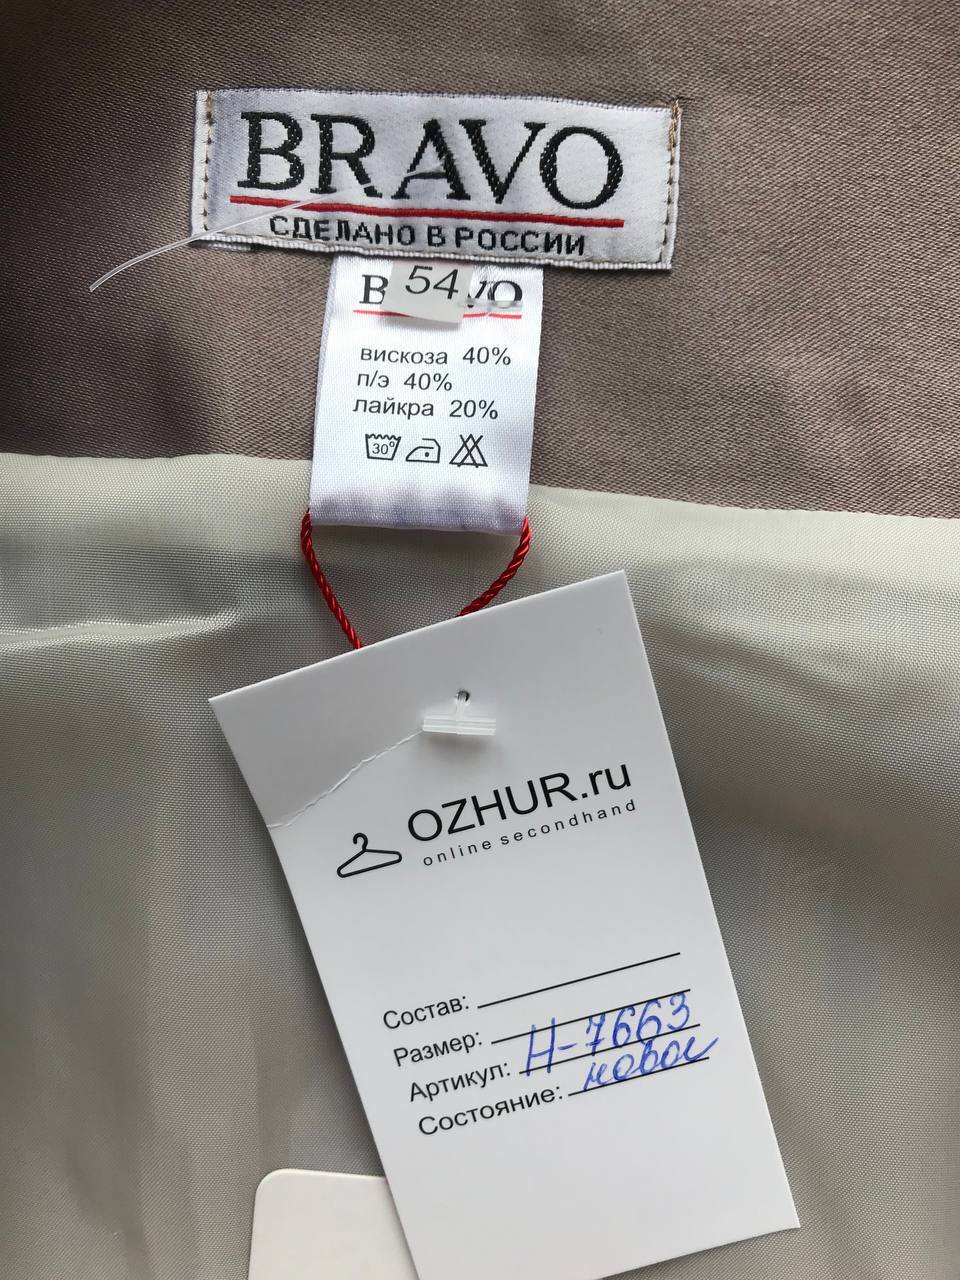 BRAVO
СДЕЛАНО В РОССИИ
54
вискоза 40%
п/э 40%
лайкра 20%
30°
OZHUR.ru
online secondhand
Состав:
Размер:
Артикул: Н-7663
Состояние: новое